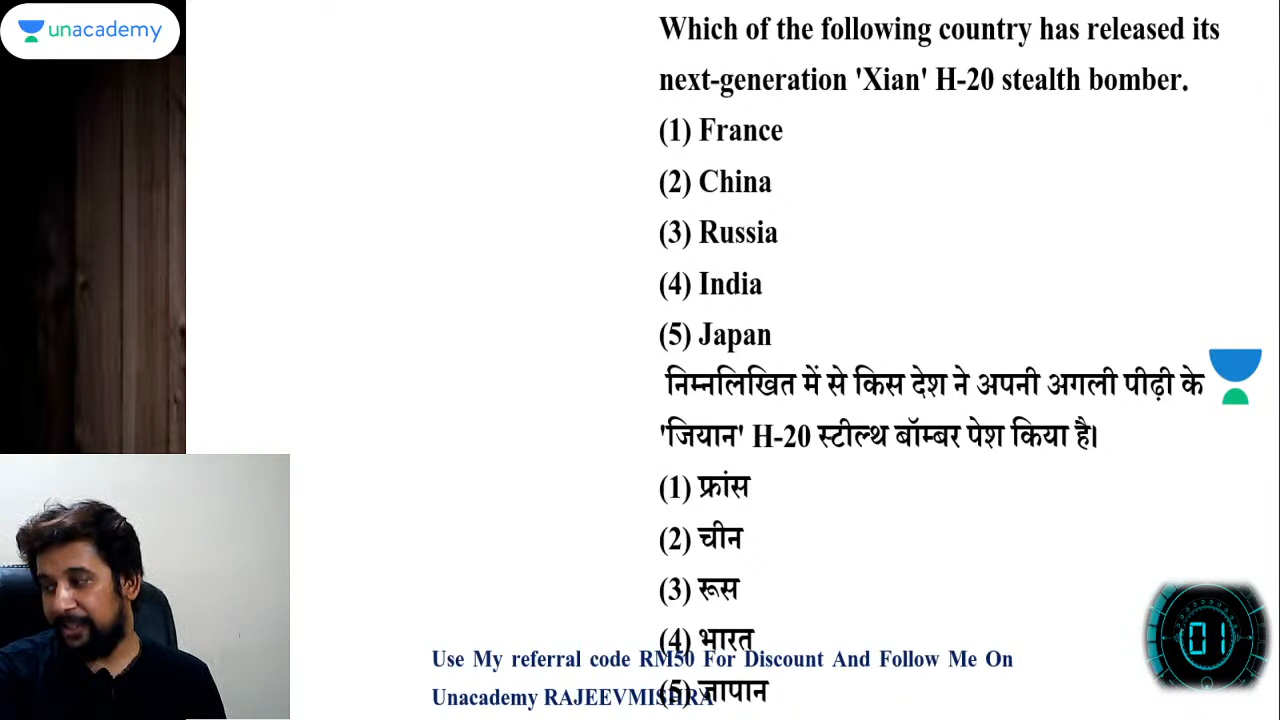 unacademy
Which of the following country has released its
next-generation 'Xian' H-20 stealth bomber.
(1) France
(2) China
(3) Russia
(4) India
(5) Japan
निम्नलिखित में से किस देश ने अपनी अगली पीढ़ी के
'जियान' H-20 स्टील्थ बॉम्बर पेश किया है।
(1) फ्रांस
(2) चीन
(3) रूस
(4) भारत
Use My referral code RM50 For Discount And Follow Me On
(5) जापान
Unacademy RAJEEVMISHRA
01